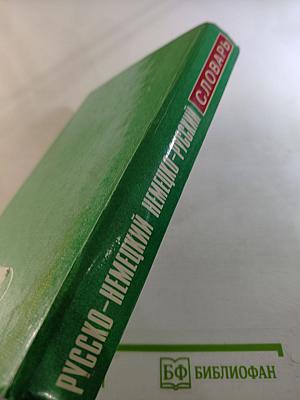 РУССКО-НЕМЕЦКИЙ НЕМЕЦКО-РУССКИЙ СЛОВАРЬ
БФ БИБЛИОФАН